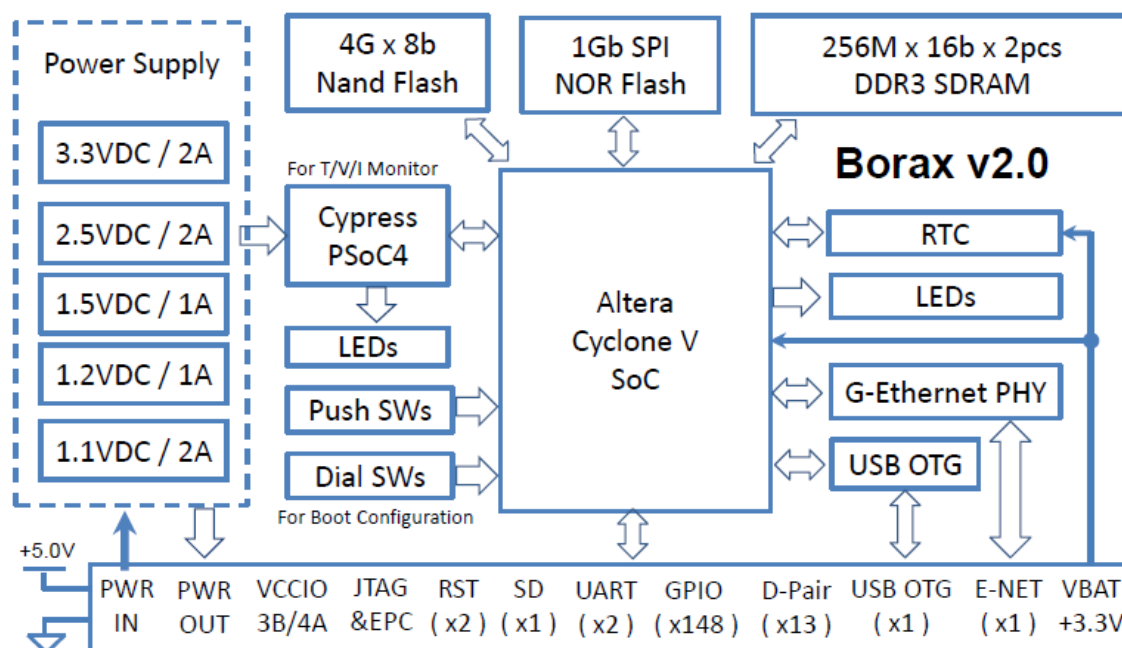 Power Supply
3.3VDC / 2A
2.5VDC / 2A
1.5VDC / 1A
1.2VDC / 1A
1.1VDC / 2A
4G x 8b
Nand Flash
1Gb SPI
NOR Flash
256M x 16b x 2pcs
DDR3 SDRAM
Borax v2.0
For T/V/I Monitor
Cypress
PSoC4
LEDs
Push SWs
Dial SWs
For Boot Configuration
Altera
Cyclone V
SoC
RTC
LEDs
G-Ethernet PHY
USB OTG
+5.0V
PWR
IN
PWR
OUT
VCCIO
3B/4A
JTAG
&EPC
RST
( x2 )
SD
( x1 )
UART
( x2 )
GPIO
( x148 )
D-Pair
( x13 )
USB OTG
( x1 )
E-NET
( x1 )
VBAT
+3.3V